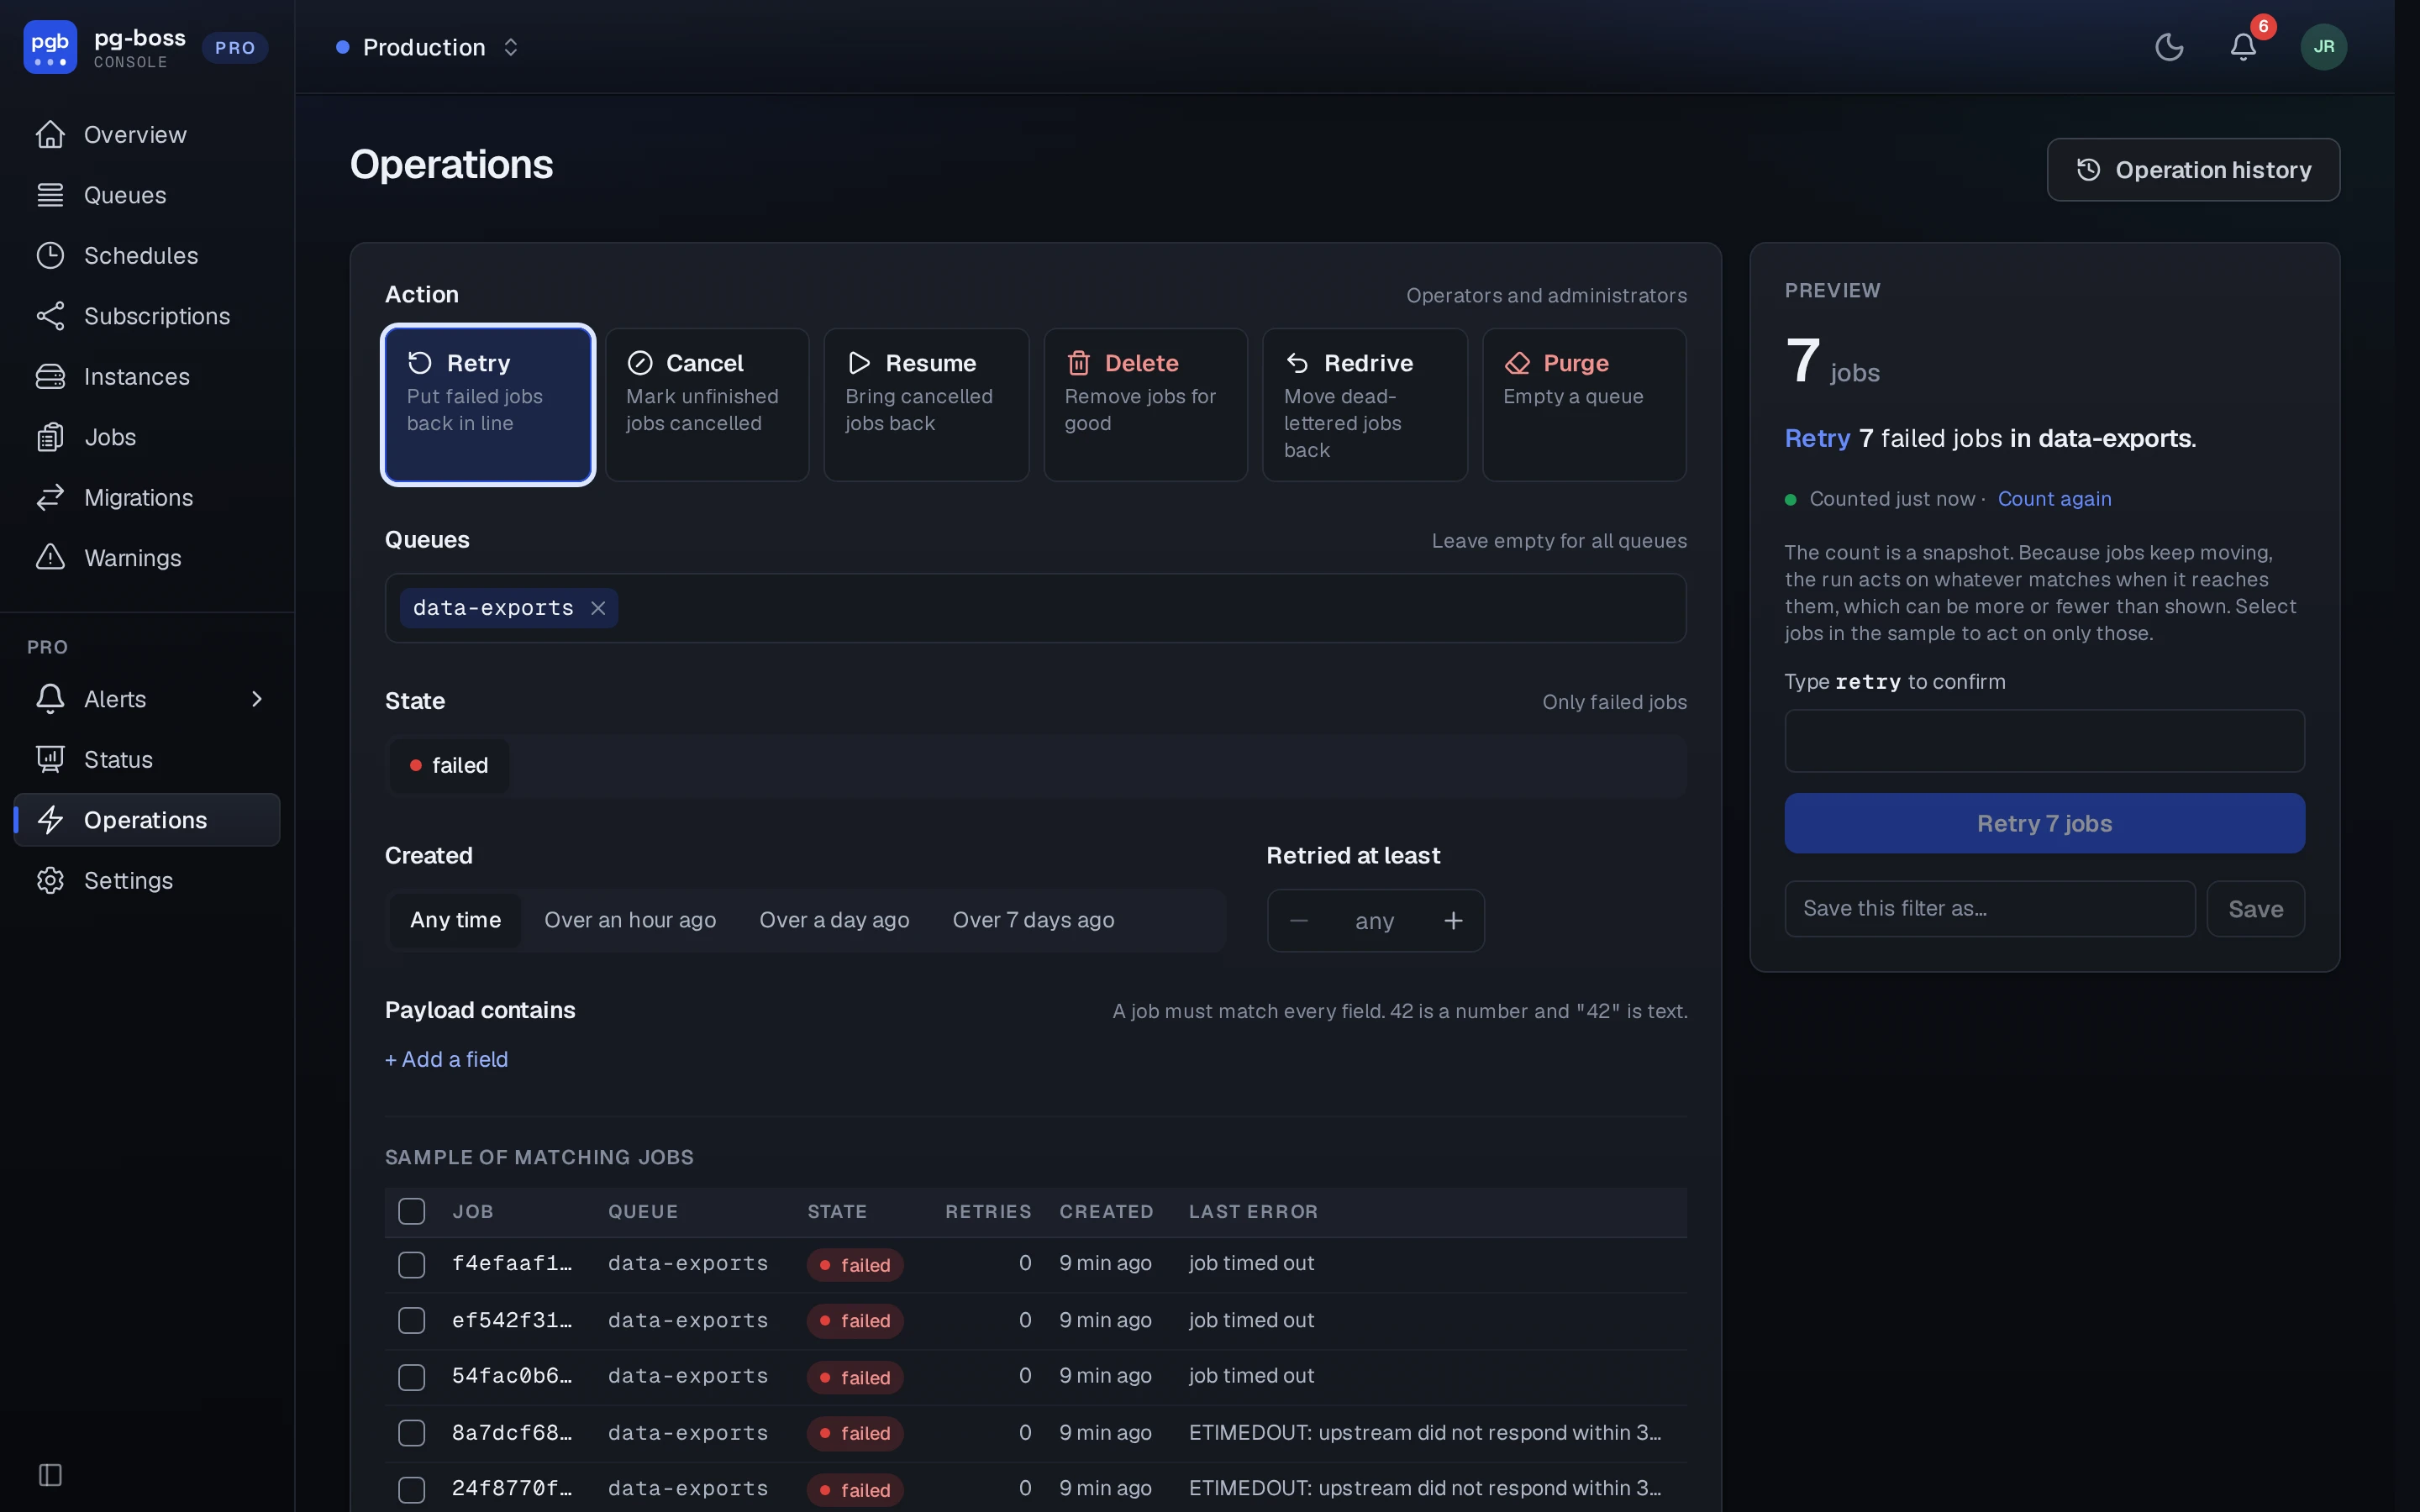 pgb
pg-boss
CONSOLE
PRO
Production
6
JR
Overview
Queues
Schedules
Subscriptions
Instances
Jobs
Migrations
Warnings
PRO
Alerts
Status
Operations
Settings
Operations
Operation history
Action
Operators and administrators
Retry
Put failed jobs
back in line
Cancel
Mark unfinished
jobs cancelled
Resume
Bring cancelled
jobs back
Delete
Remove jobs for
good
Redrive
Move dead-
lettered jobs
back
Purge
Empty a queue
Queues
Leave empty for all queues
data-exports
State
Only failed jobs
failed
Created
Any time
Over an hour ago
Over a day ago
Over 7 days ago
Retried at least
any
Payload contains
A job must match every field. 42 is a number and "42" is text.
+ Add a field
SAMPLE OF MATCHING JOBS
JOB QUEUE STATE RETRIES CREATED LAST ERROR
f4efaaf1… data-exports failed 0 9 min ago job timed out
ef542f31… data-exports failed 0 9 min ago job timed out
54fac0b6… data-exports failed 0 9 min ago job timed out
8a7dcf68… data-exports failed 0 9 min ago ETIMEDOUT: upstream did not respond within 3…
24f8770f… data-exports failed 0 9 min ago ETIMEDOUT: upstream did not respond within 3…
PREVIEW
7 jobs
Retry 7 failed jobs in data-exports.
Counted just now · Count again
The count is a snapshot. Because jobs keep moving,
the run acts on whatever matches when it reaches
them, which can be more or fewer than shown. Select
jobs in the sample to act on only those.
Type retry to confirm
Retry 7 jobs
Save this filter as…
Save